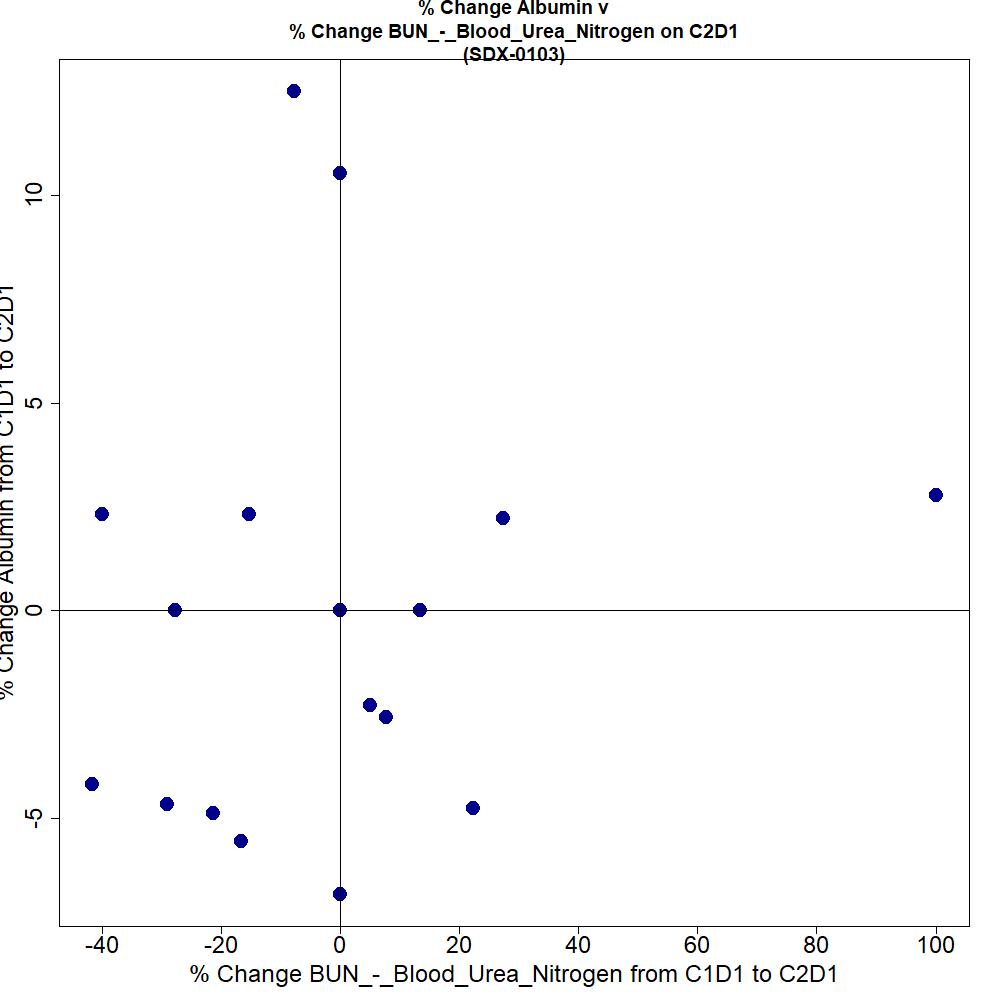 % Change Albumin v
% Change BUN_-_Blood_Urea_Nitrogen on C2D1
(SDX-0103)
% Change Albumin from C1D1 to C2D1
10
5
0
-5
-40 -20 0 20 40 60 80 100
% Change BUN_-_Blood_Urea_Nitrogen from C1D1 to C2D1